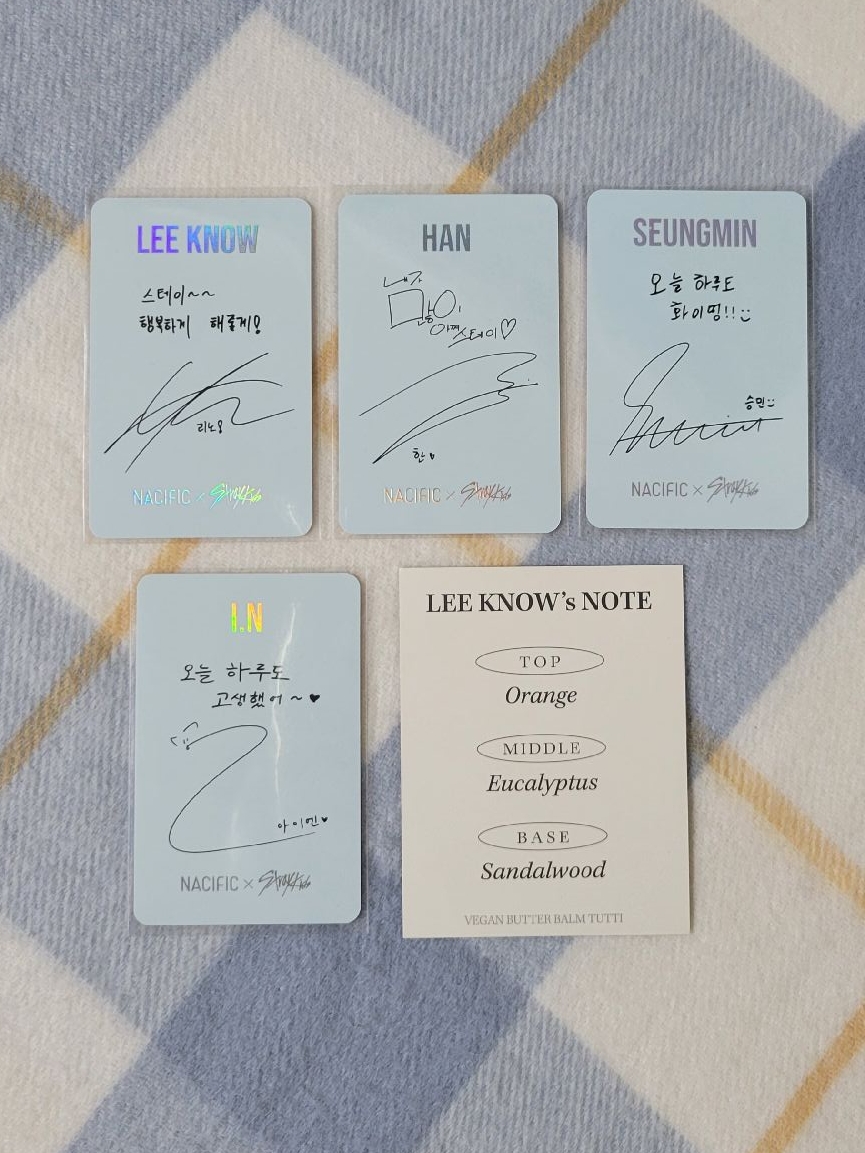 LEE KNOW
스테이~~
행복하게 해줄게!
리노
NACIFIC × StrayKids
HAN
많이
아껴 스테이♡
한♥
NACIFIC × StrayKids
SEUNGMIN
오늘 하루도
화이띵!!
승민
NACIFIC × StrayKids
I.N
오늘 하루도
고생했어~♥
아이엔♥
NACIFIC × StrayKids
LEE KNOW's NOTE
TOP
Orange
MIDDLE
Eucalyptus
BASE
Sandalwood
VEGAN BUTTER BALM TUTTI